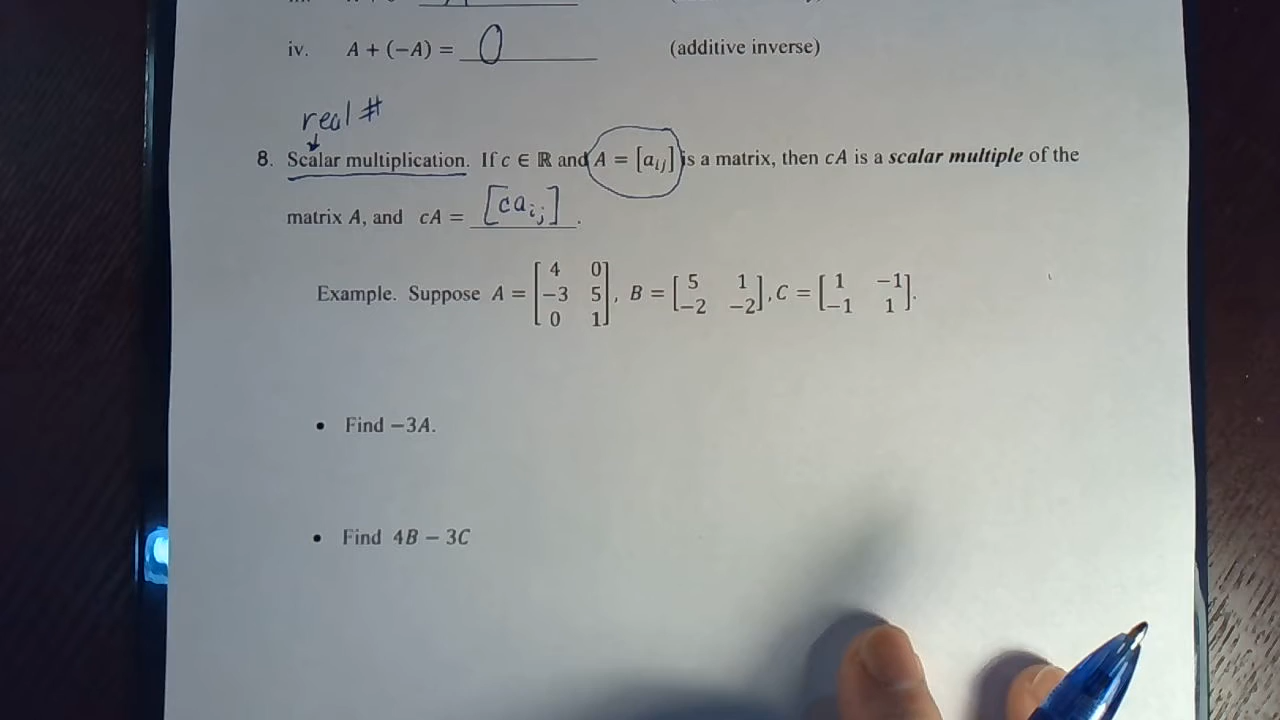 iv. A + (−A) = 0 (additive inverse)
real #
8. Scalar multiplication. If c ∈ ℝ and A = [aᵢⱼ] is a matrix, then cA is a scalar multiple of the
matrix A, and cA = [caᵢⱼ].
Example. Suppose A = [4 0; −3 5; 0 1], B = [5 1; −2 −2], C = [1 −1; −1 1].
• Find −3A.
• Find 4B − 3C